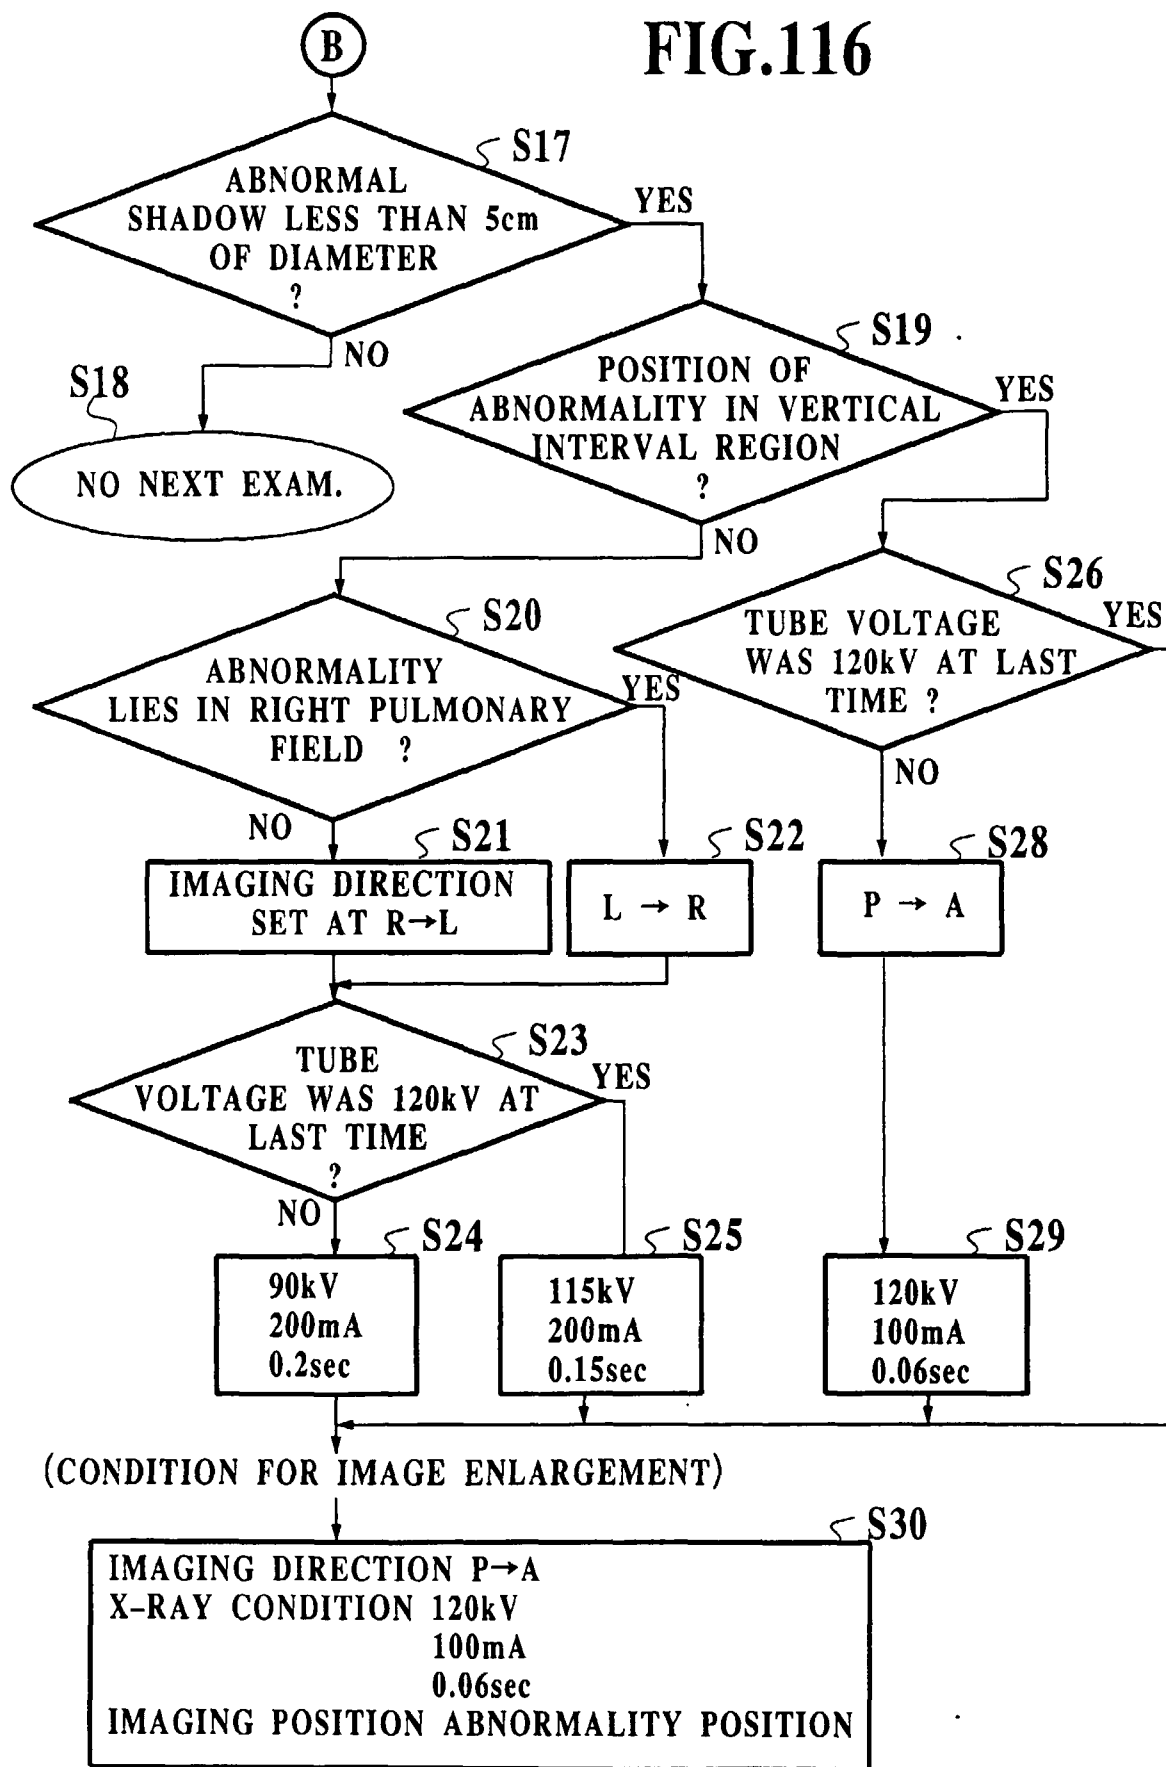 B
FIG.116
S17
ABNORMAL
SHADOW LESS THAN 5cm
OF DIAMETER
?
YES
NO
S18
NO NEXT EXAM.
S19
POSITION OF
ABNORMALITY IN VERTICAL
INTERVAL REGION
?
YES
NO
S20
ABNORMALITY
LIES IN RIGHT PULMONARY
FIELD ?
YES
NO
S26
TUBE VOLTAGE
WAS 120kV AT LAST
TIME ?
YES
NO
S21
IMAGING DIRECTION
SET AT R→L
S22
L → R
S28
P → A
S23
TUBE
VOLTAGE WAS 120kV AT
LAST TIME
?
YES
NO
S24
90kV
200mA
0.2sec
S25
115kV
200mA
0.15sec
S29
120kV
100mA
0.06sec
(CONDITION FOR IMAGE ENLARGEMENT)
S30
IMAGING DIRECTION P→A
X-RAY CONDITION 120kV
100mA
0.06sec
IMAGING POSITION ABNORMALITY POSITION